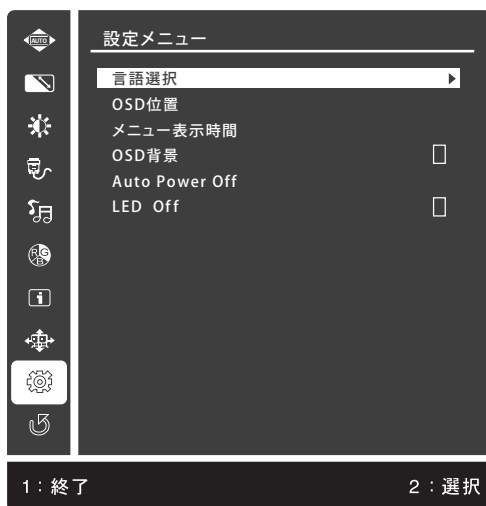 AUTO
設定メニュー
言語選択
OSD位置
メニュー表示時間
OSD背景
Auto Power Off
LED Off
R G B
i
1：終了
2：選択